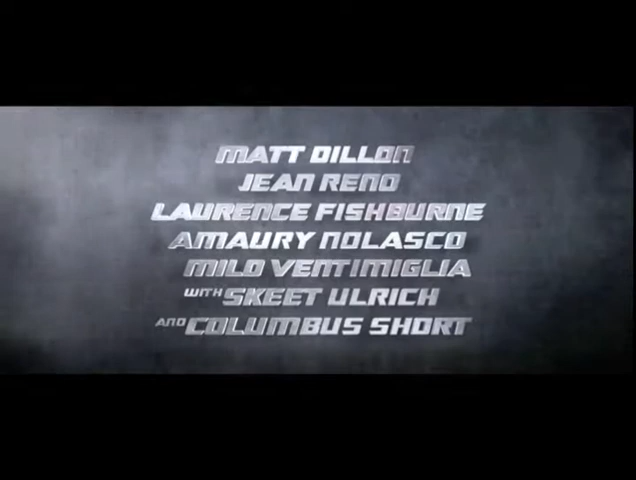 MATT DILLON
JEAN RENO
LAURENCE FISHBURNE
AMAURY NOLASCO
MILO VENTIMIGLIA
WITH SKEET ULRICH
AND COLUMBUS SHORT